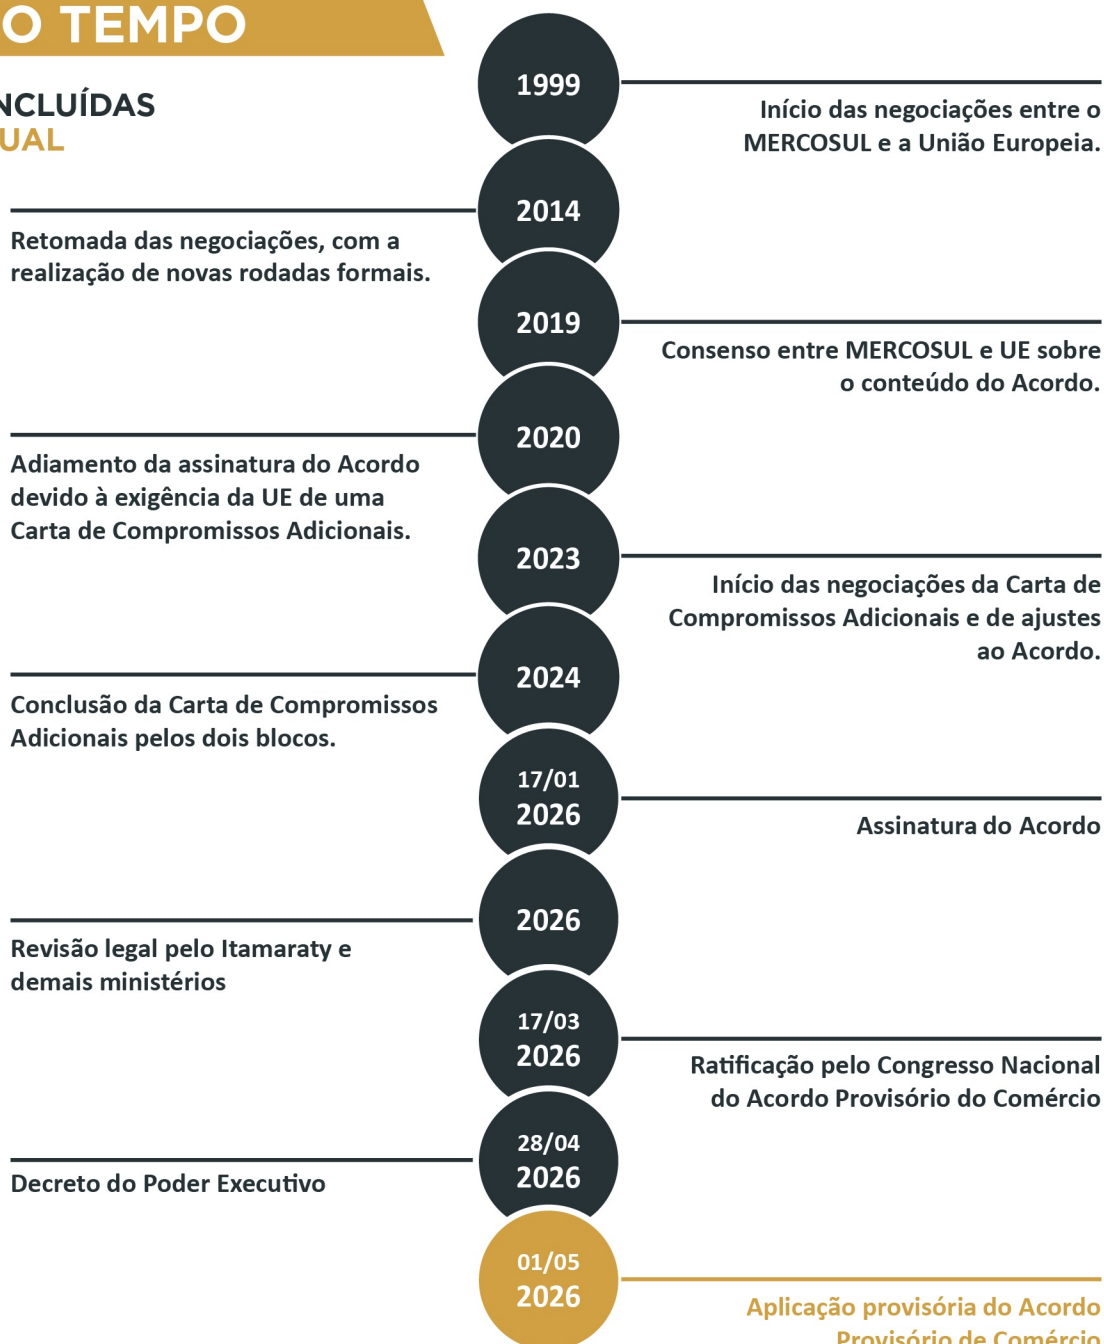 O TEMPO
NCLUÍDAS
UAL
1999
Início das negociações entre o
MERCOSUL e a União Europeia.
2014
Retomada das negociações, com a
realização de novas rodadas formais.
2019
Consenso entre MERCOSUL e UE sobre
o conteúdo do Acordo.
2020
Adiamento da assinatura do Acordo
devido à exigência da UE de uma
Carta de Compromissos Adicionais.
2023
Início das negociações da Carta de
Compromissos Adicionais e de ajustes
ao Acordo.
2024
Conclusão da Carta de Compromissos
Adicionais pelos dois blocos.
17/01
2026
Assinatura do Acordo
2026
Revisão legal pelo Itamaraty e
demais ministérios
17/03
2026
Ratificação pelo Congresso Nacional
do Acordo Provisório do Comércio
28/04
2026
Decreto do Poder Executivo
01/05
2026
Aplicação provisória do Acordo
Provisório de Comércio